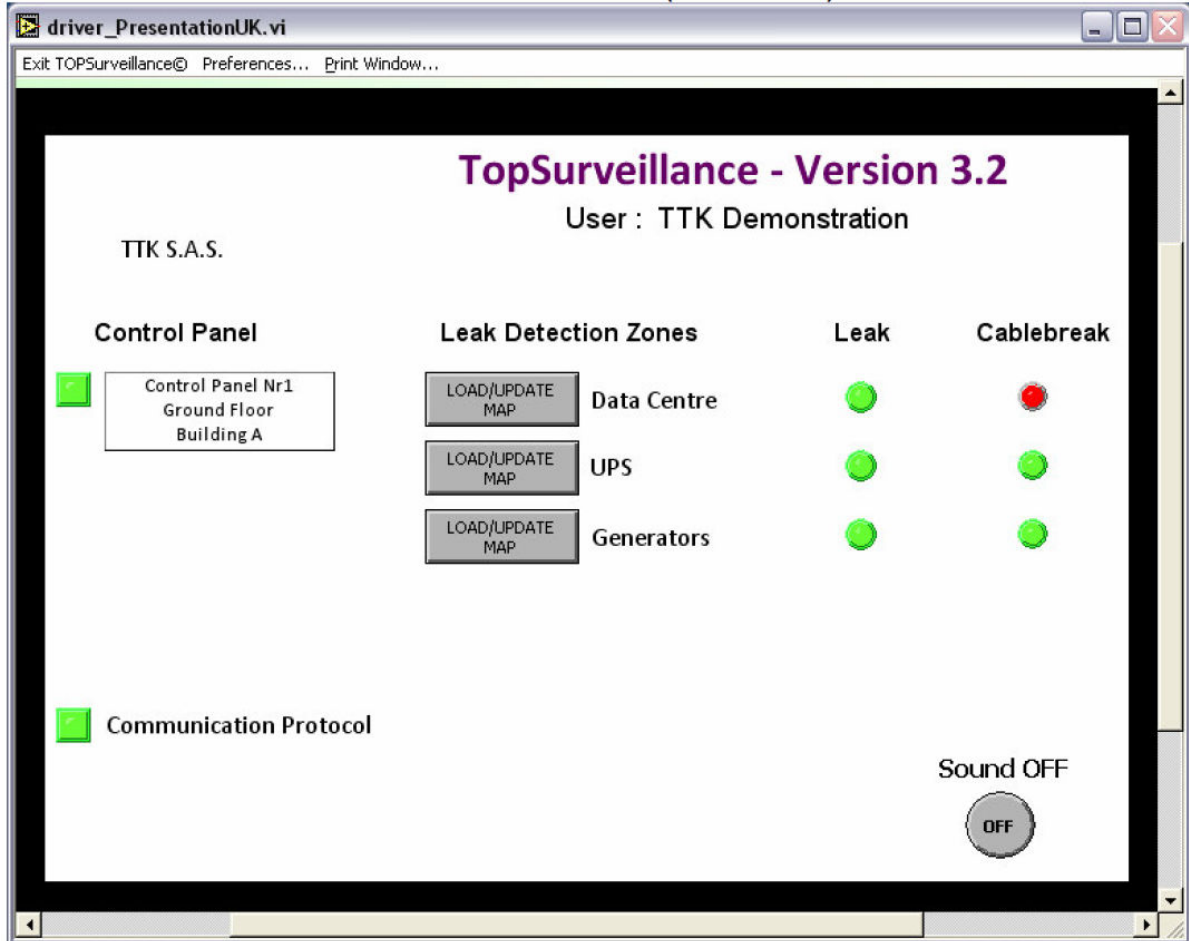 driver_PresentationUK.vi
Exit TOPSurveillance© Preferences... Print Window...
TopSurveillance - Version 3.2
User : TTK Demonstration
TTK S.A.S.
Control Panel Leak Detection Zones Leak Cablebreak
Control Panel Nr1
Ground Floor
Building A
LOAD/UPDATE
MAP
Data Centre
LOAD/UPDATE
MAP
UPS
LOAD/UPDATE
MAP
Generators
Communication Protocol
Sound OFF
OFF